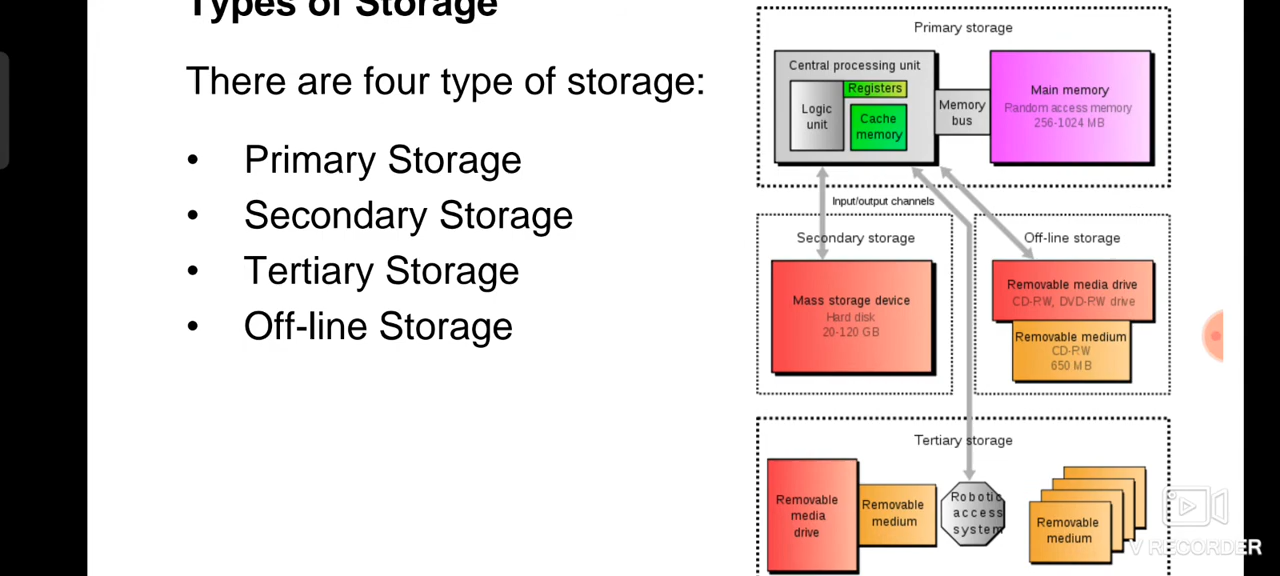 Types of Storage
There are four type of storage:
• Primary Storage
• Secondary Storage
• Tertiary Storage
• Off-line Storage
Primary storage
Central processing unit
Logic
unit
Registers
Cache
memory
Memory
bus
Main memory
Random access memory
256-1024 MB
Input/output channels
Secondary storage
Mass storage device
Hard disk
20-120 GB
Off-line storage
Removable media drive
CD-RW, DVD-RW drive
Removable medium
CD-RW
650 MB
Tertiary storage
Removable
media
drive
Removable
medium
Robotic
access
system
Removable
medium
V RECORDER